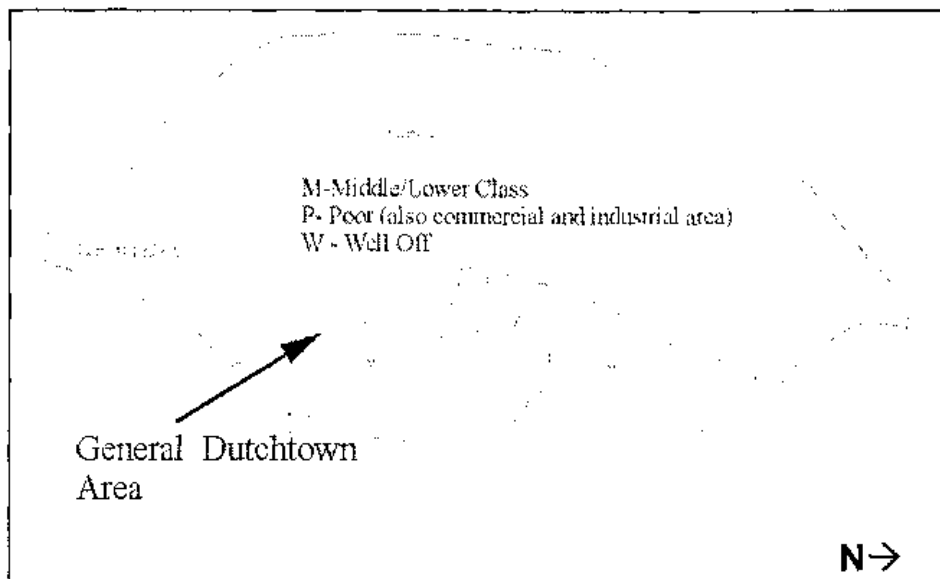 M-Middle/Lower Class
P- Poor (also commercial and industrial area)
W - Well Off
General Dutchtown
Area
N→